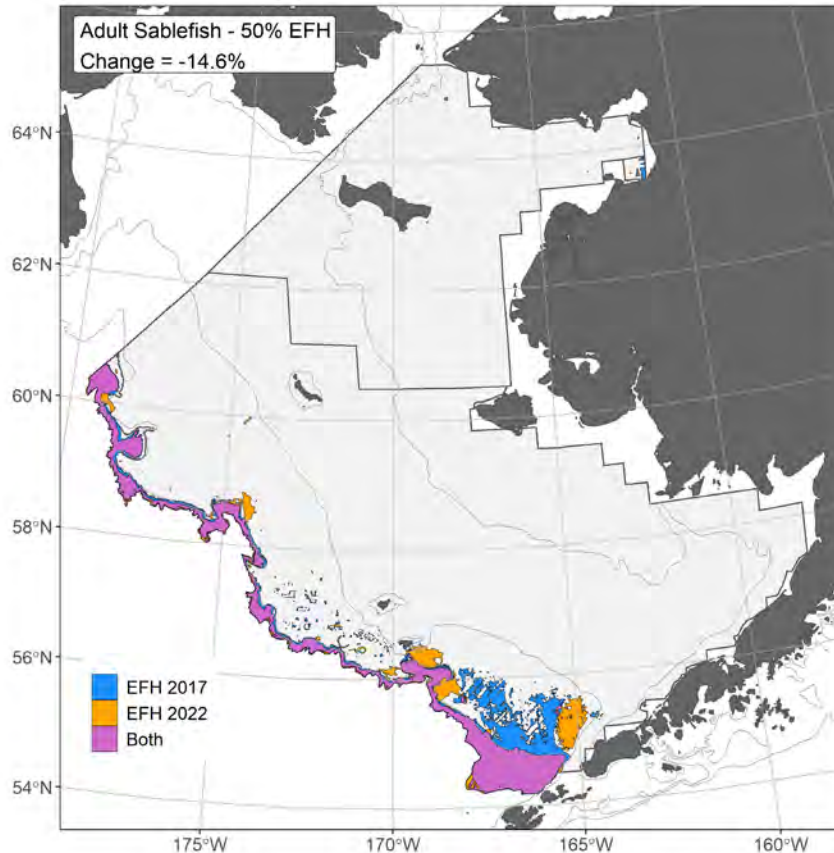 Adult Sablefish - 50% EFH
Change = -14.6%
64°N
62°N
60°N
58°N
56°N
54°N
EFH 2017
EFH 2022
Both
175°W
170°W
165°W
160°W